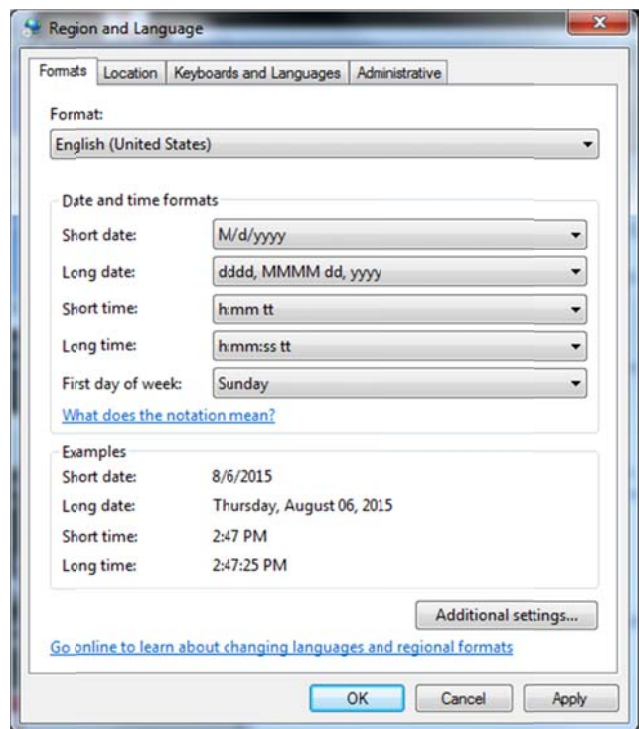 Region and Language
Formats Location Keyboards and Languages Administrative
Format:
English (United States)
Date and time formats
Short date: M/d/yyyy
Long date: dddd, MMMM dd, yyyy
Short time: h:mm tt
Long time: h:mm:ss tt
First day of week: Sunday
What does the notation mean?
Examples
Short date: 8/6/2015
Long date: Thursday, August 06, 2015
Short time: 2:47 PM
Long time: 2:47:25 PM
Additional settings...
Go online to learn about changing languages and regional formats
OK Cancel Apply